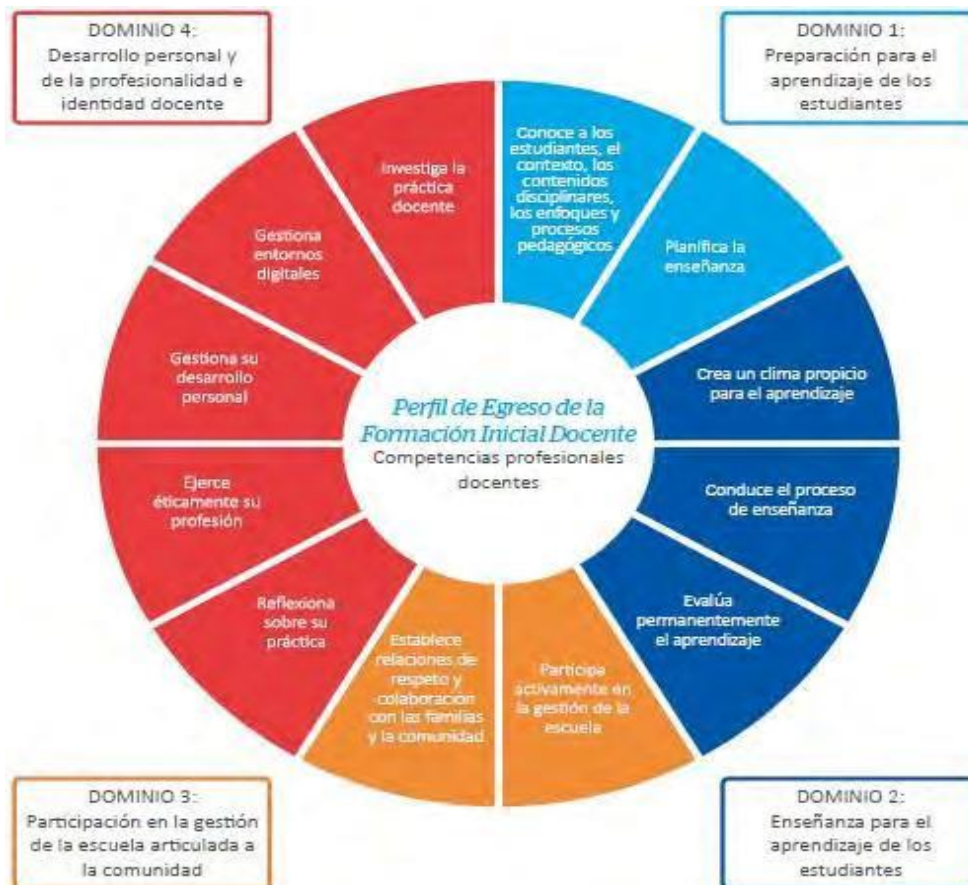 DOMINIO 4:
Desarrollo personal y
de la profesionalidad e
identidad docente
DOMINIO 1:
Preparación para el
aprendizaje de los
estudiantes
Conoce a los
estudiantes, el
contexto, los
contenidos
disciplinares,
los enfoques y
procesos
pedagógicos
Planifica la
enseñanza
Crea un clima propicio
para el aprendizaje
Conduce el proceso
de enseñanza
Evalúa
permanentemente
el aprendizaje
Participa
activamente en
la gestión de la
escuela
Establece
relaciones de
respeto y
colaboración
con las familias
y la comunidad
Reflexiona
sobre su
práctica
Ejerce
éticamente su
profesión
Gestiona su
desarrollo
personal
Gestiona
entornos
digitales
Investiga la
práctica
docente
Perfil de Egreso de la
Formación Inicial Docente
Competencias profesionales
docentes
DOMINIO 3:
Participación en la gestión
de la escuela articulada a
la comunidad
DOMINIO 2:
Enseñanza para el
aprendizaje de los
estudiantes